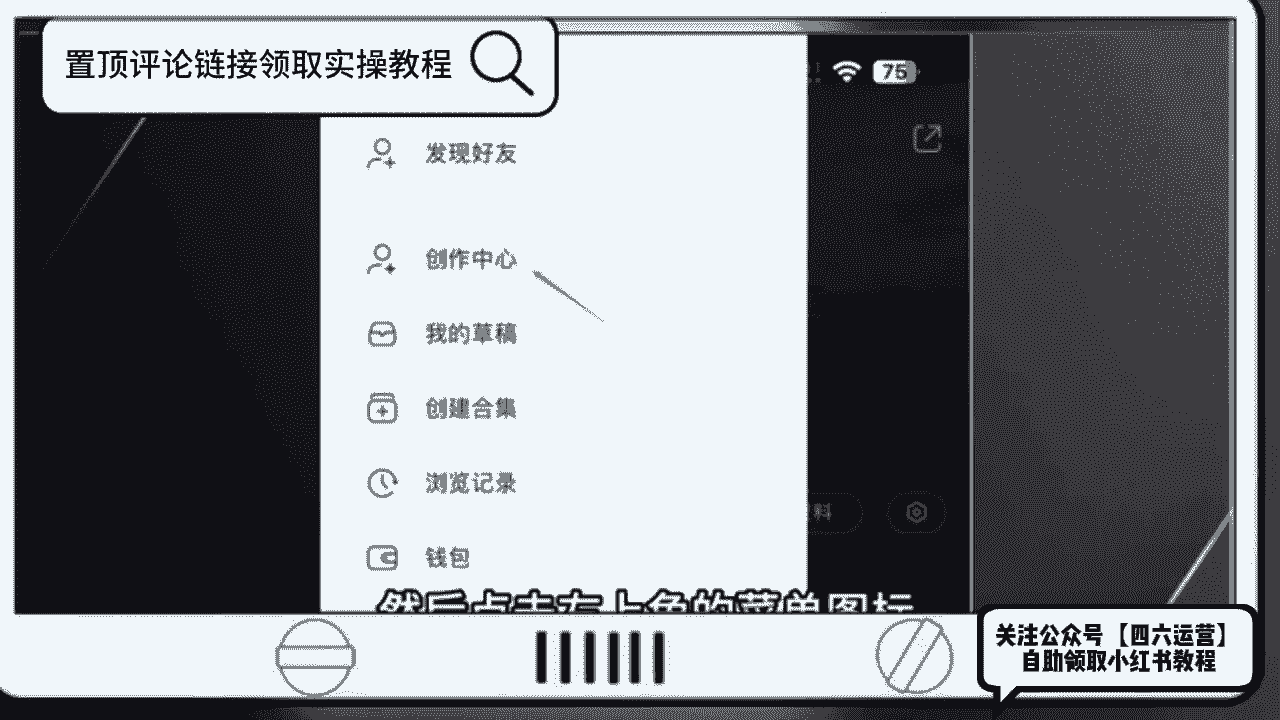 置顶评论链接领取实操教程
75
发现好友
创作中心
我的草稿
创建合集
浏览记录
料
钱包
然后点击左上角的菜单图标
关注公众号【四六运营】
自助领取小红书教程